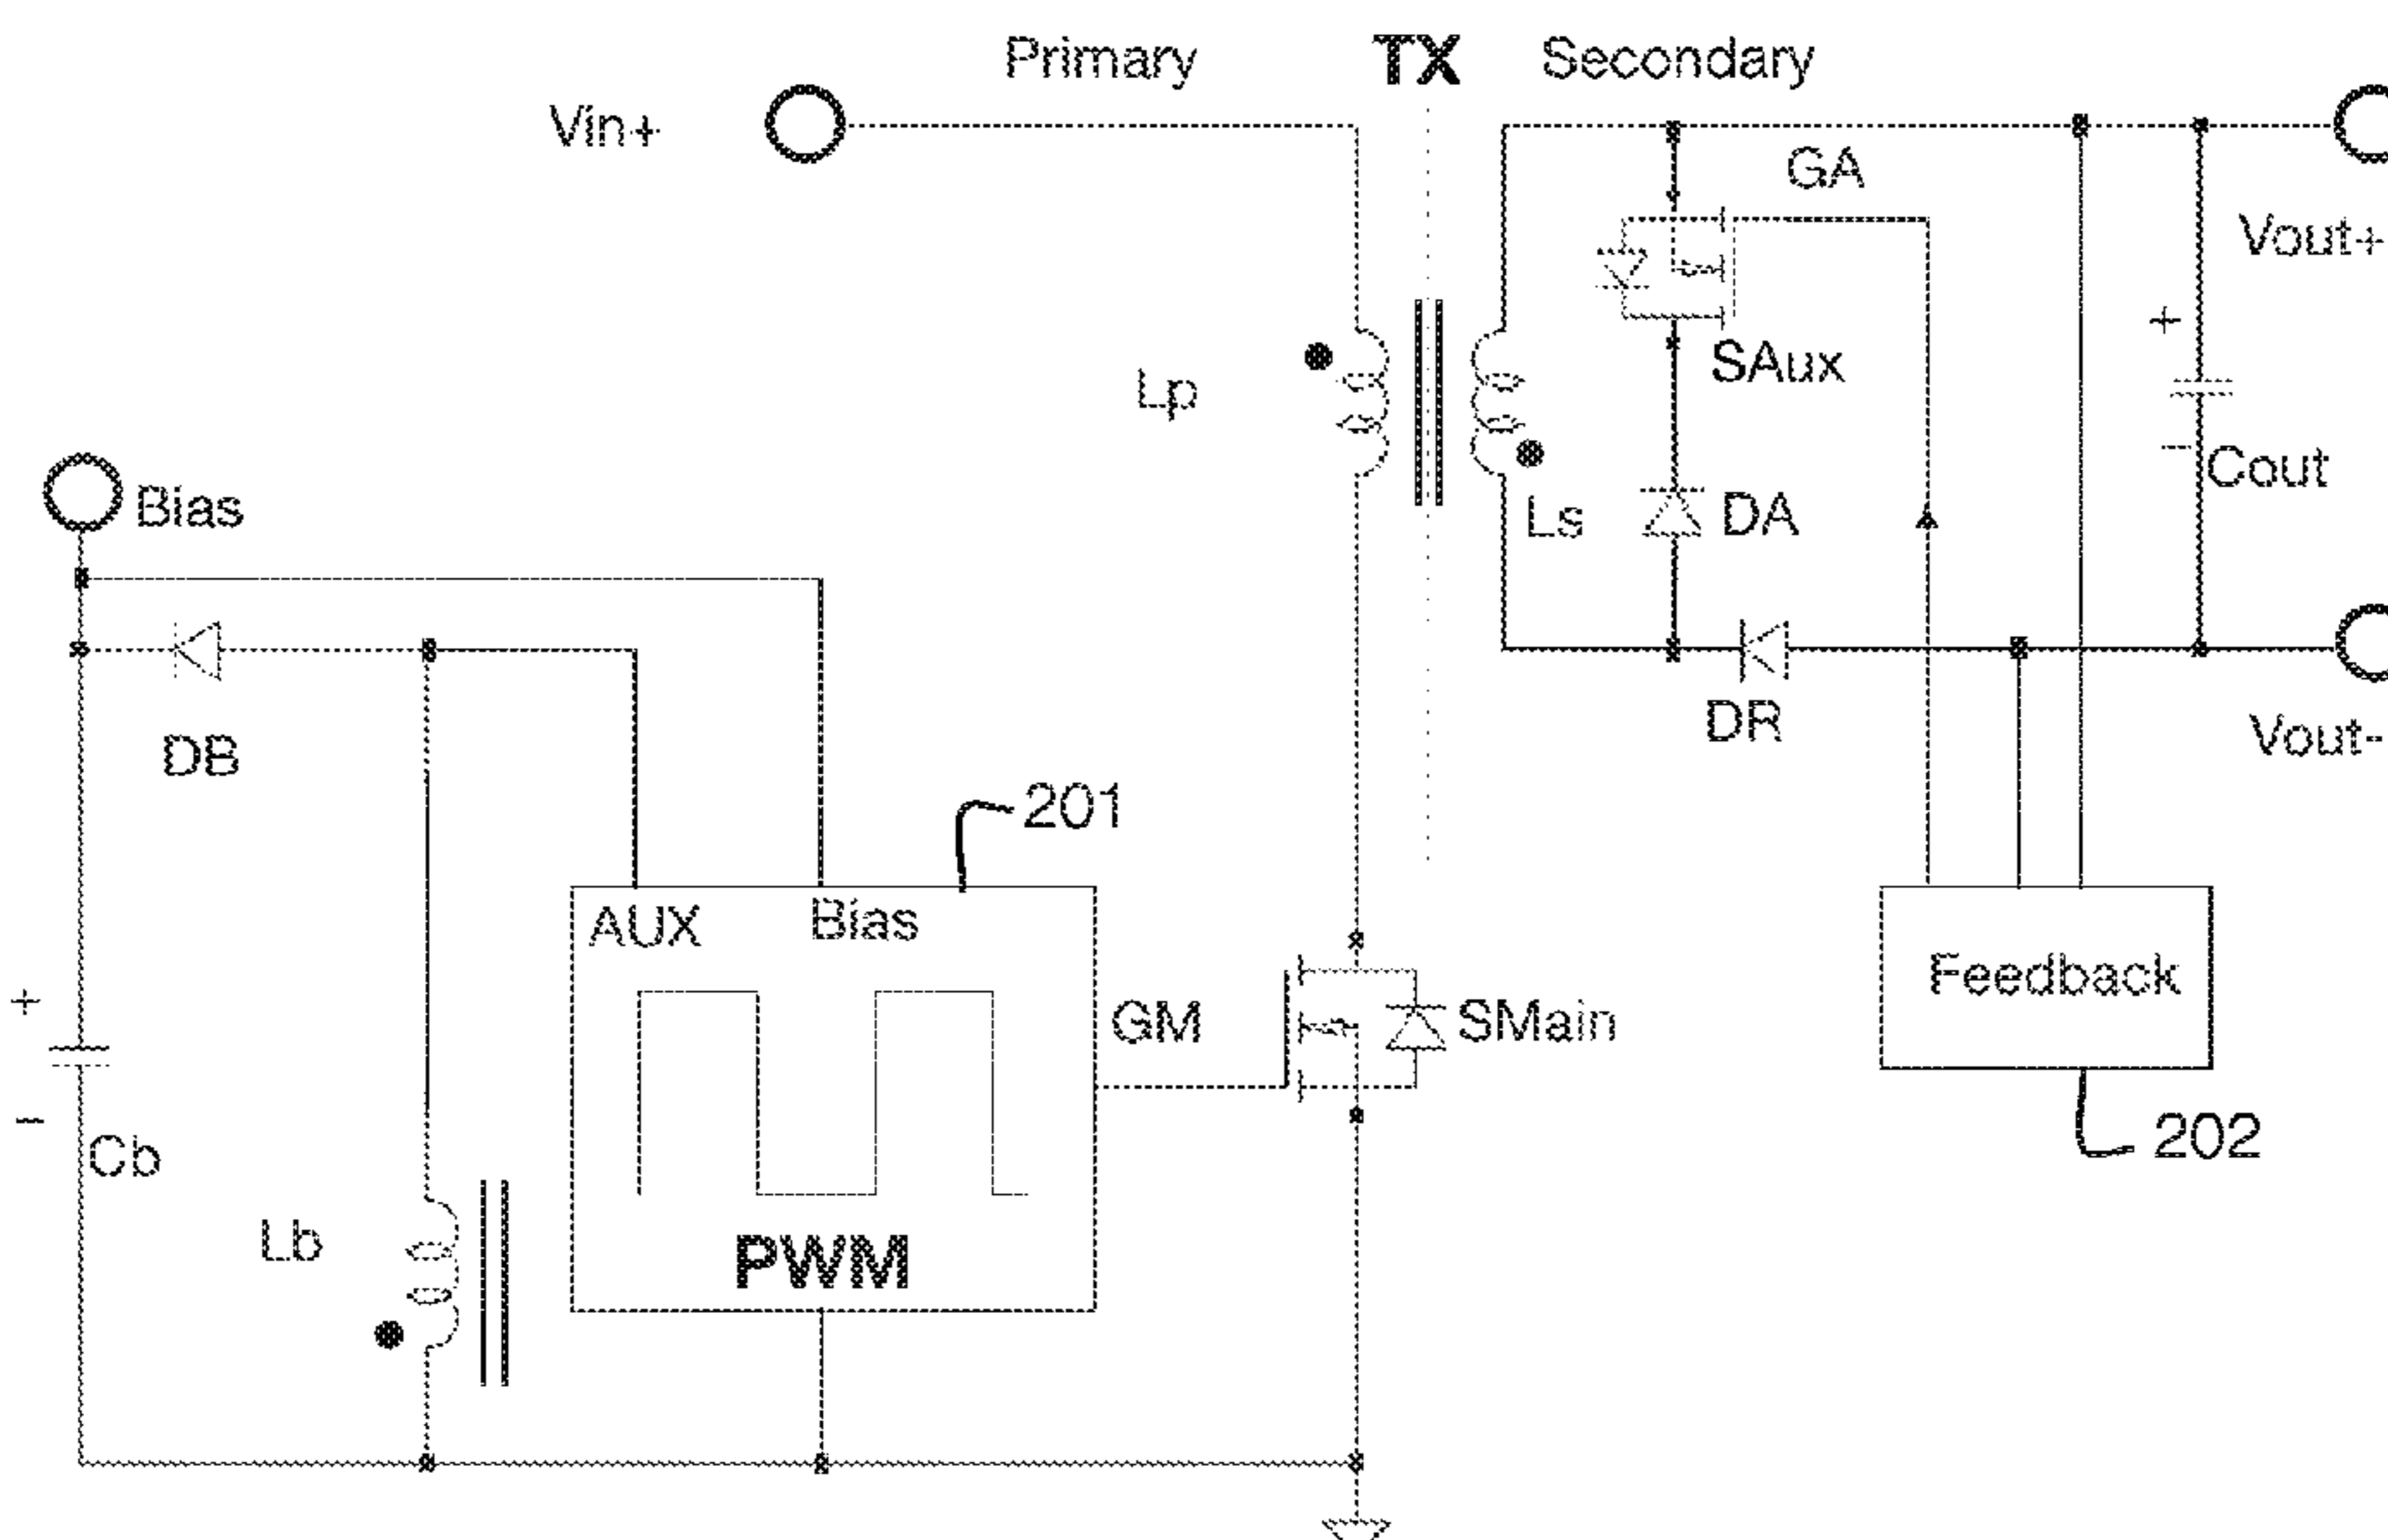 Primary TX Secondary
Vin+
GA
Vout+
+
SAux
Lp
−
Cout
Bias
Ls
DA
DR
Vout-
DB
201
AUX Bias
Feedback
+
GM
SMain
−
Cb
202
Lb
PWM